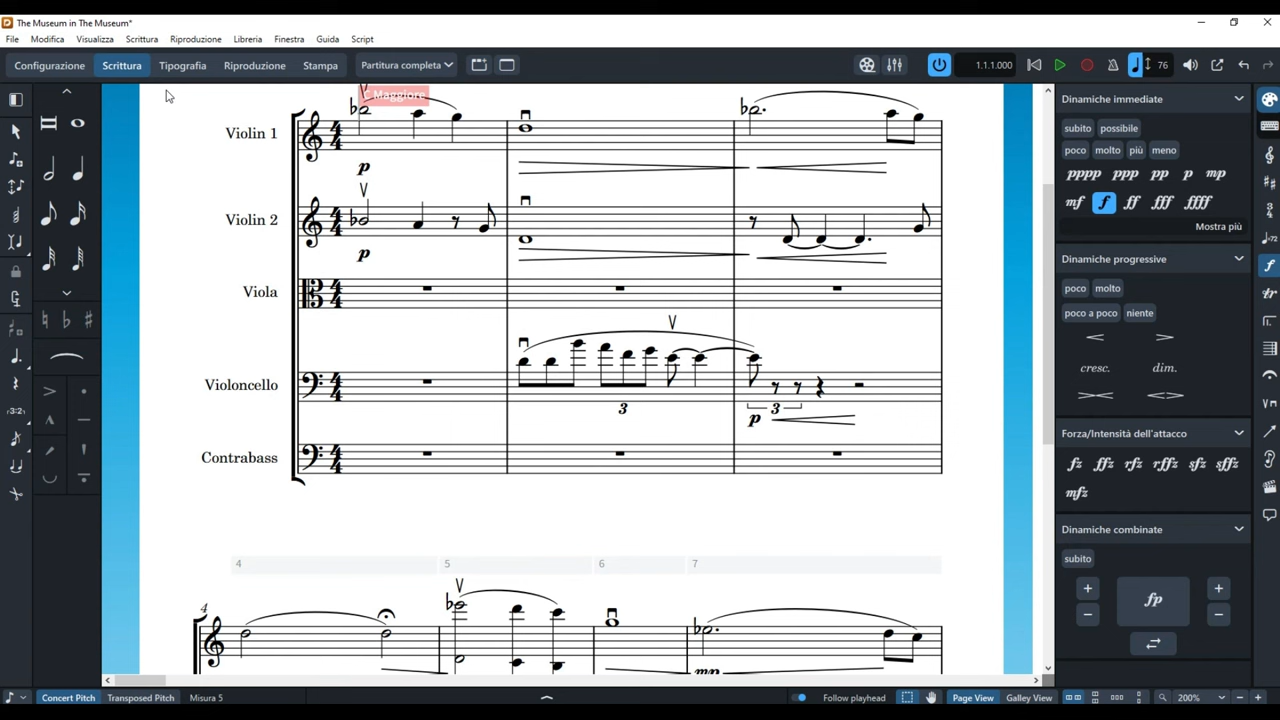 The Museum in The Museum*
File Modifica Visualizza Scrittura Riproduzione Libreria Finestra Guida Script
Configurazione Scrittura Tipografia Riproduzione Stampa Partitura completa 1.1.1.000 76
C Maggiore
Violin 1
p
Violin 2
p
Viola
Violoncello
3 3
p
Contrabass
4 5 6 7
4
mp
Dinamiche immediate
subito possibile
poco molto più meno
pppp ppp pp p mp
mf f ff fff ffff
Mostra più
Dinamiche progressive
poco molto
poco a poco niente
cresc. dim.
Forza/Intensità dell'attacco
fz ffz rfz rffz sfz sffz
mfz
Dinamiche combinate
subito
fp
3:2
Concert Pitch Transposed Pitch Misura 5 Follow playhead Page View Galley View 200%